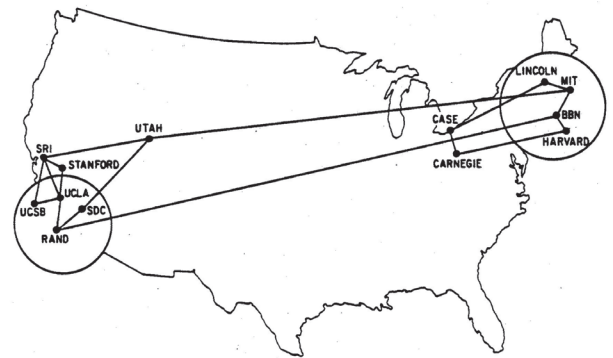 LINCOLN
MIT
CASE
BBN
UTAH
HARVARD
SRI
CARNEGIE
STANFORD
UCLA
UCSB
SDC
RAND